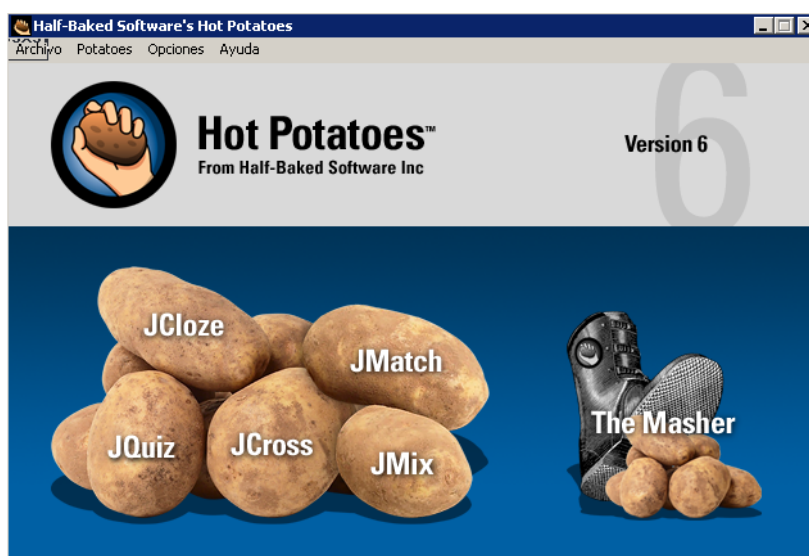 Half-Baked Software's Hot Potatoes
Archivo Potatoes Opciones Ayuda
Hot Potatoes™
From Half-Baked Software Inc
Version 6
6
JCloze
JMatch
JQuiz
JCross
JMix
The Masher